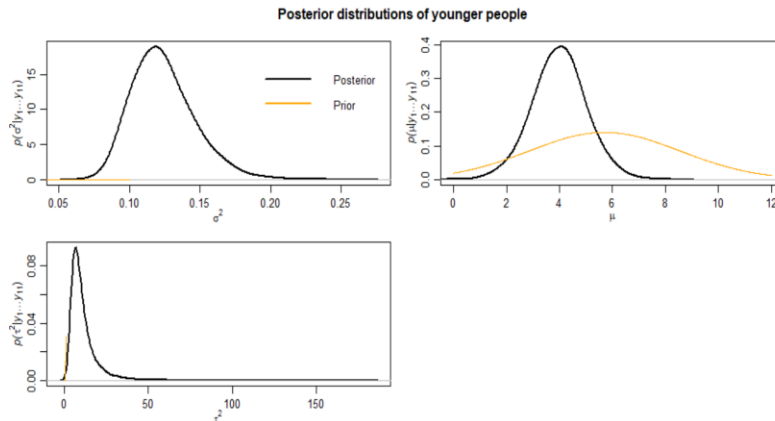 Posterior distributions of younger people
p(σ²|y₁...y₁₁)
0 5 10 15
Posterior
Prior
0.05 0.10 0.15 0.20 0.25
σ²
p(μ|y₁...y₁₁)
0.0 0.1 0.2 0.3 0.4
0 2 4 6 8 10 12
μ
p(τ²|y₁...y₁₁)
0.00 0.04 0.08
0 50 100 150
τ²